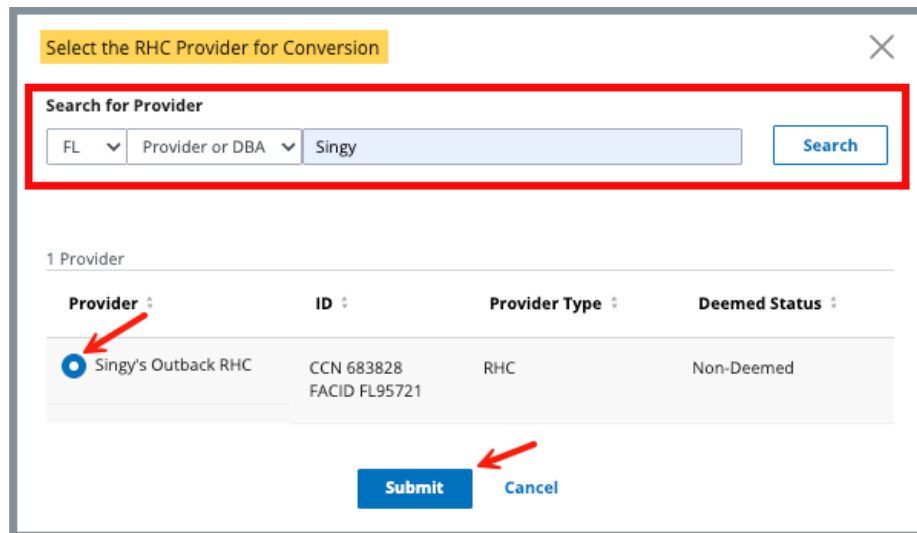 Select the RHC Provider for Conversion
Search for Provider
FL Provider or DBA Singy Search
1 Provider
Provider ID Provider Type Deemed Status
Singy's Outback RHC CCN 683828 RHC Non-Deemed
FACID FL95721
Submit Cancel